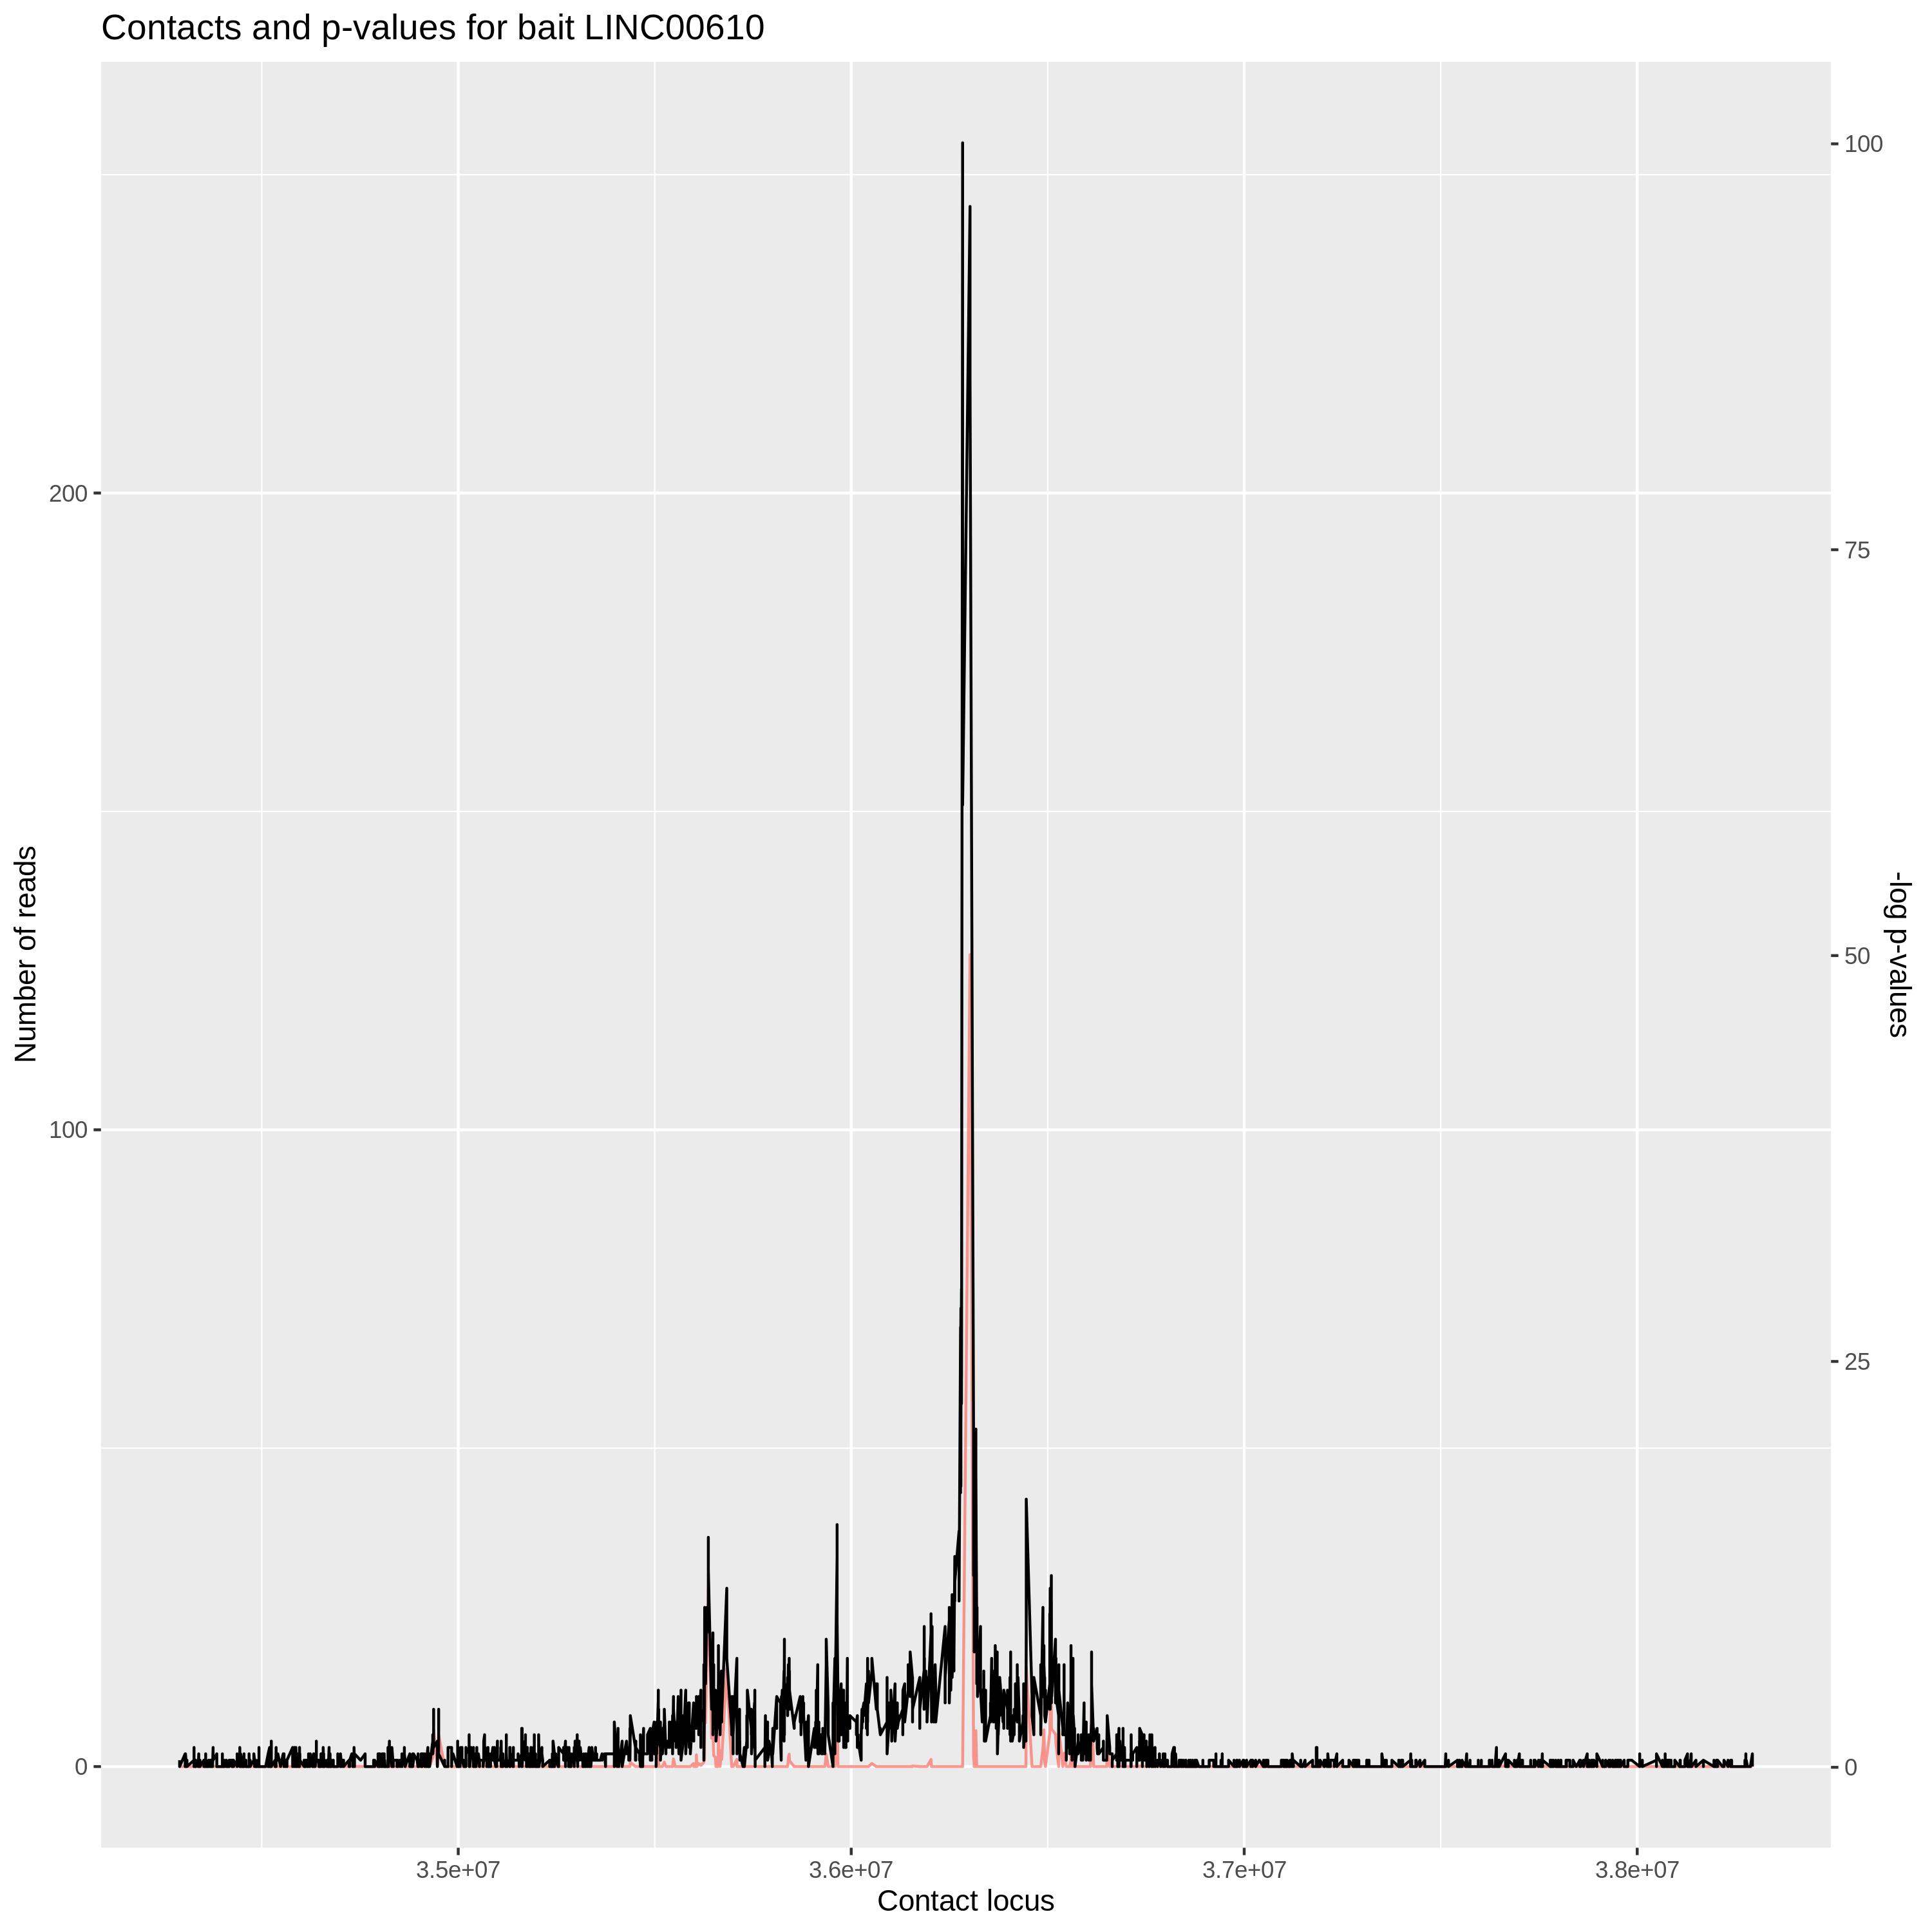 Contacts and p-values for bait LINC00610
Number of reads
200
100
0
100
75
50
25
0
-log p-values
3.5e+07
3.6e+07
3.7e+07
3.8e+07
Contact locus